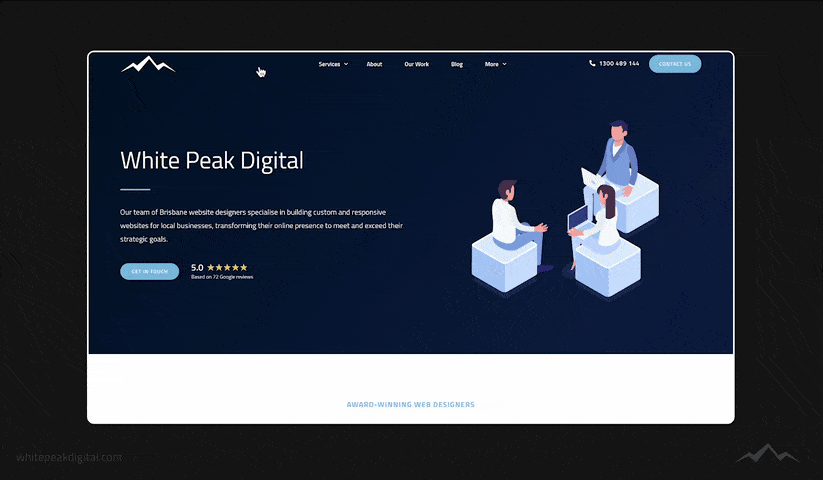 Services
About
Our Work
Blog
More
1300 489 144
CONTACT US
White Peak Digital
Our team of Brisbane website designers specialise in building custom and responsive
websites for local businesses, transforming their online presence to meet and exceed their
strategic goals.
GET IN TOUCH
5.0
Based on 72 Google reviews
AWARD-WINNING WEB DESIGNERS
whitepeakdigital.com